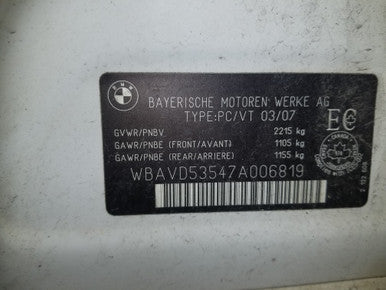 BMW
BAYERISCHE MOTOREN WERKE AG
TYPE:PC/VT 03/07
GVWR/PNBV 2215 kg
GAWR/PNBE (FRONT/AVANT) 1105 kg
GAWR/PNBE (REAR/ARRIERE) 1155 kg
WBAVD53547A006819
EC
CANADA